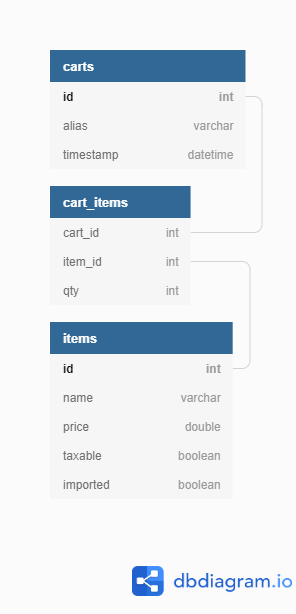 carts
id int
alias varchar
timestamp datetime
cart_items
cart_id int
item_id int
qty int
items
id int
name varchar
price double
taxable boolean
imported boolean
dbdiagram.io